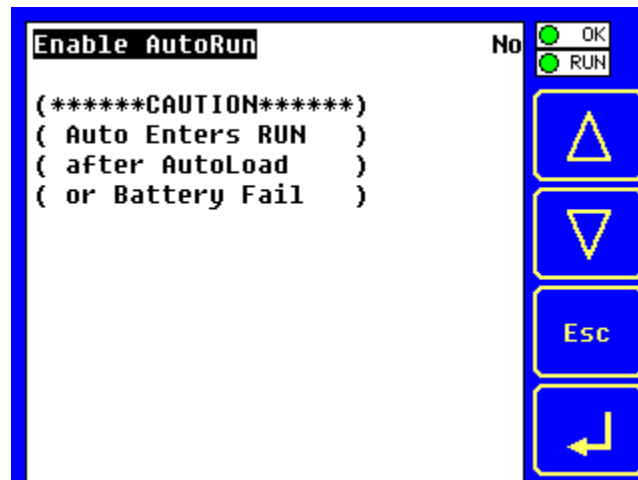 Enable AutoRun No
OK
RUN
(******CAUTION******)
( Auto Enters RUN )
( after AutoLoad )
( or Battery Fail )
Esc